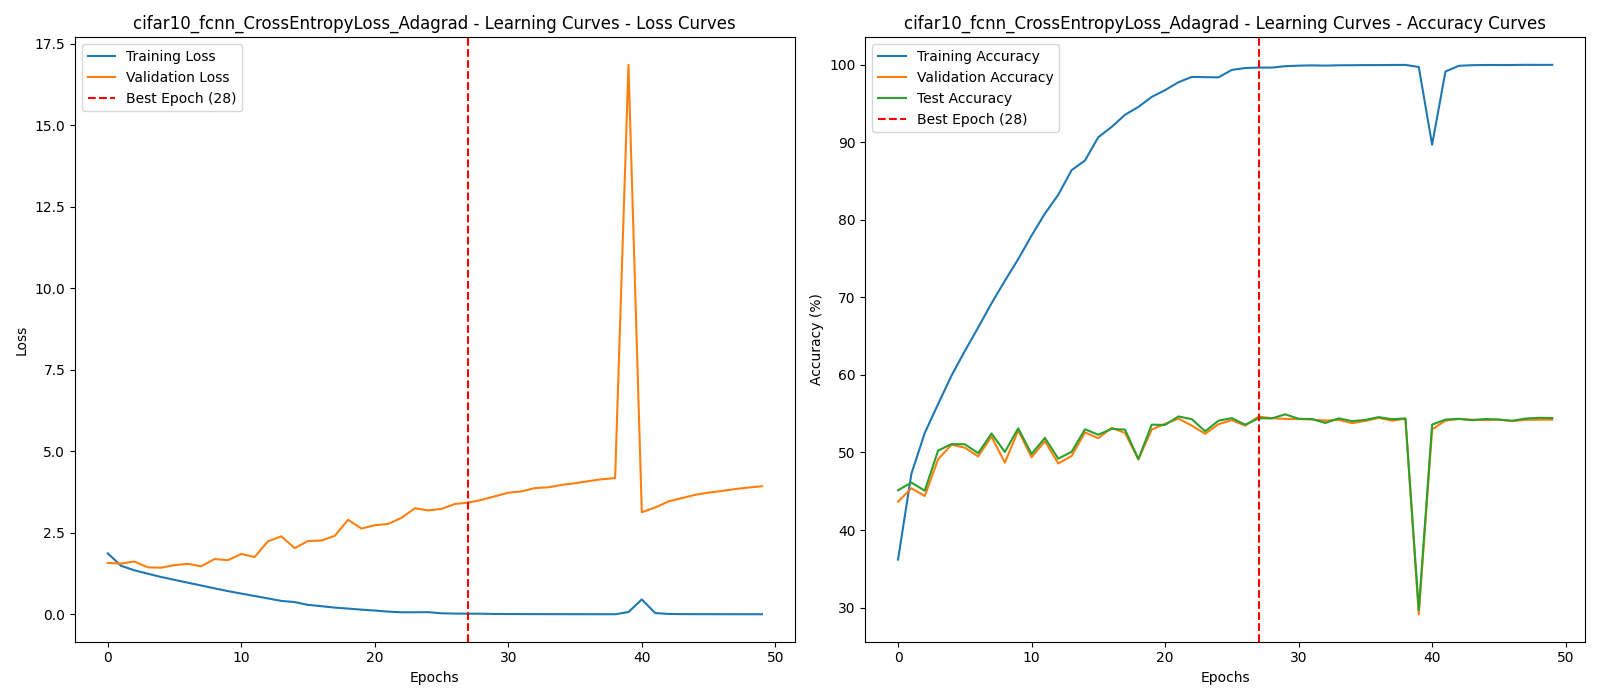 cifar10_fcnn_CrossEntropyLoss_Adagrad - Learning Curves - Loss Curves
17.5
15.0
12.5
10.0
7.5
5.0
2.5
0.0
Loss
Training Loss
Validation Loss
Best Epoch (28)
0 10 20 30 40 50
Epochs
cifar10_fcnn_CrossEntropyLoss_Adagrad - Learning Curves - Accuracy Curves
100
90
80
70
60
50
40
30
Accuracy (%)
Training Accuracy
Validation Accuracy
Test Accuracy
Best Epoch (28)
0 10 20 30 40 50
Epochs